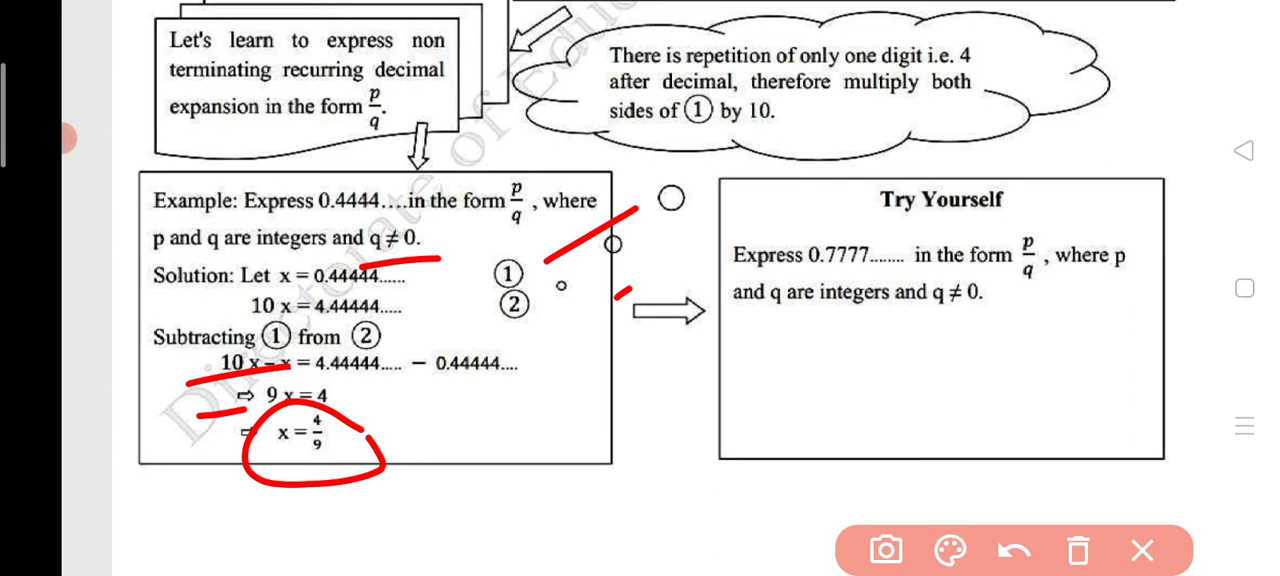 Let's learn to express non
terminating recurring decimal
expansion in the form p/q.
There is repetition of only one digit i.e. 4
after decimal, therefore multiply both
sides of ① by 10.
Example: Express 0.4444....in the form p/q , where
p and q are integers and q ≠ 0.
Solution: Let x = 0.44444...... ①
10 x = 4.44444..... ②
Subtracting ① from ②
10 x – x = 4.44444..... – 0.44444....
⇨ 9 x = 4
⇨ x = 4/9
Try Yourself
Express 0.7777........ in the form p/q , where p
and q are integers and q ≠ 0.
Directorate of Educ